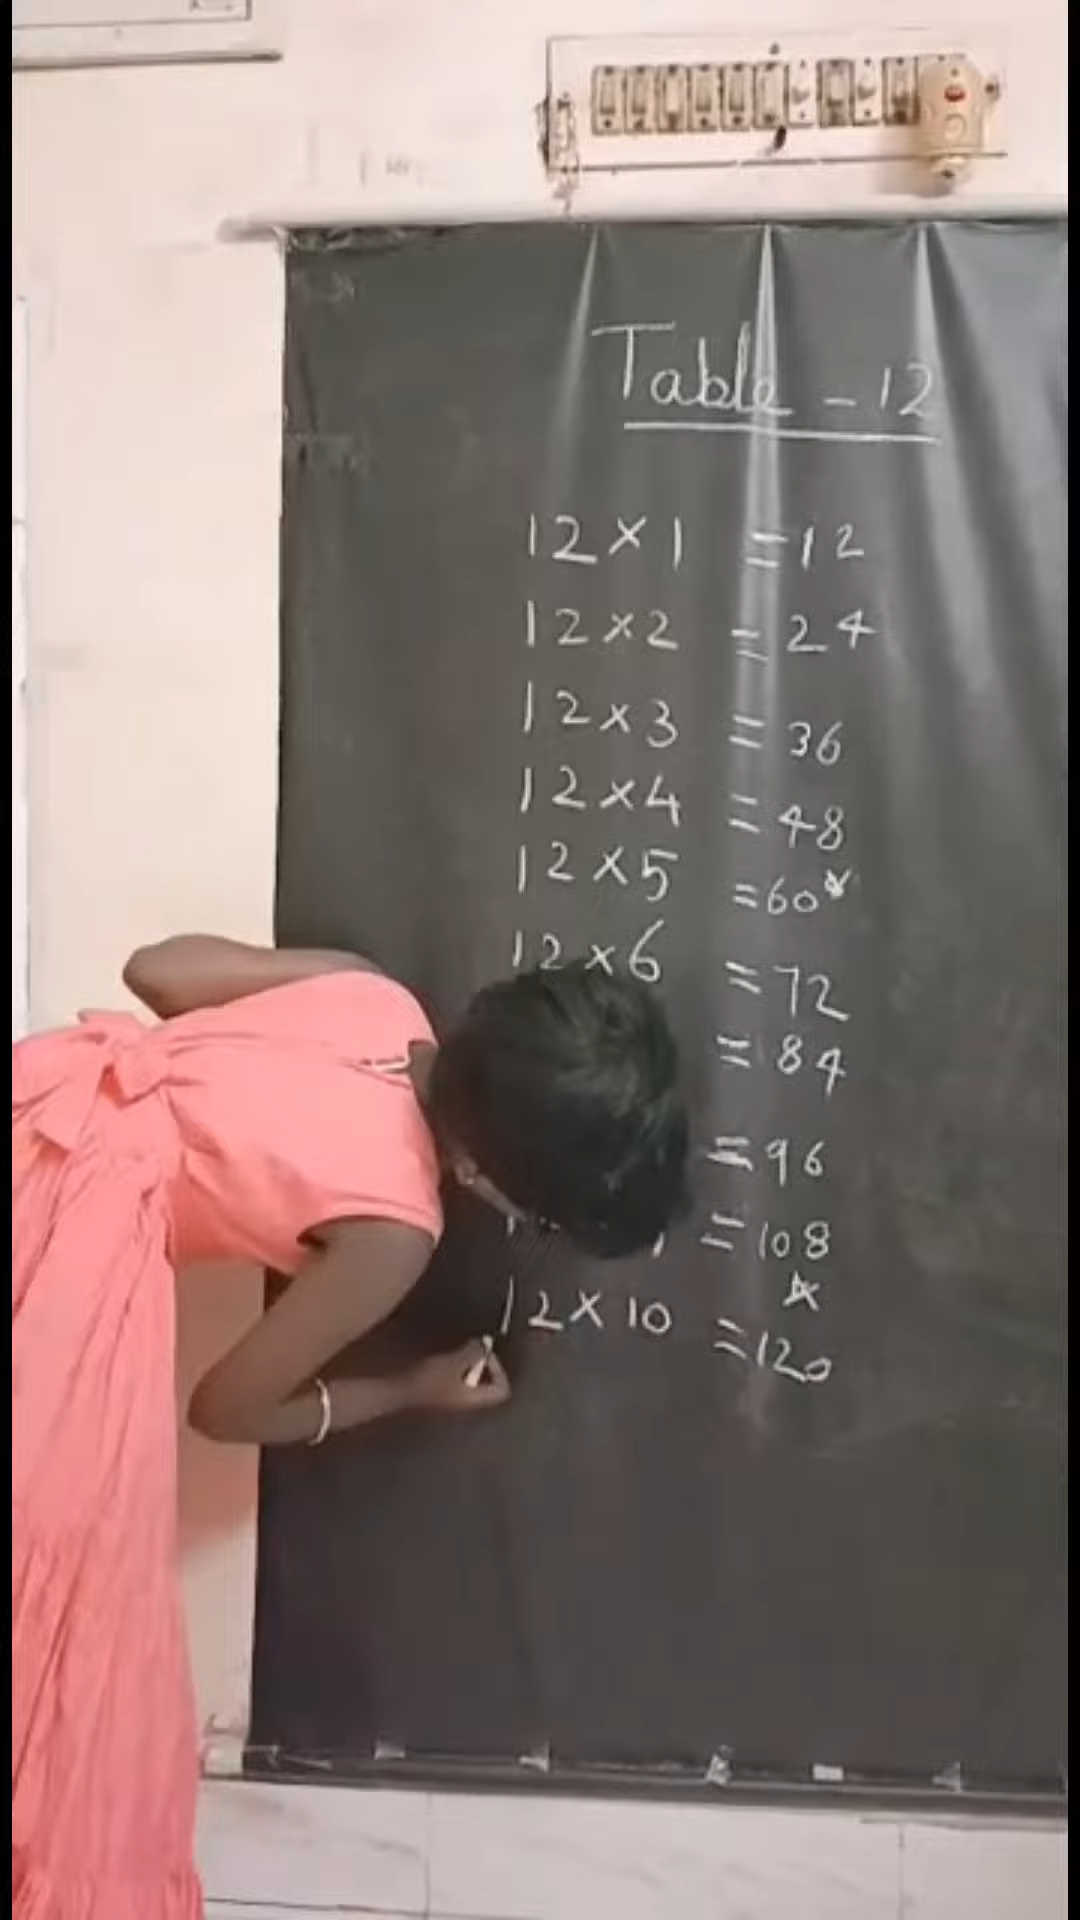 Table - 12
12 × 1 = 12
12 × 2 = 24
12 × 3 = 36
12 × 4 = 48
12 × 5 = 60
12 × 6 = 72
= 84
= 96
= 108
12 × 10 = 120